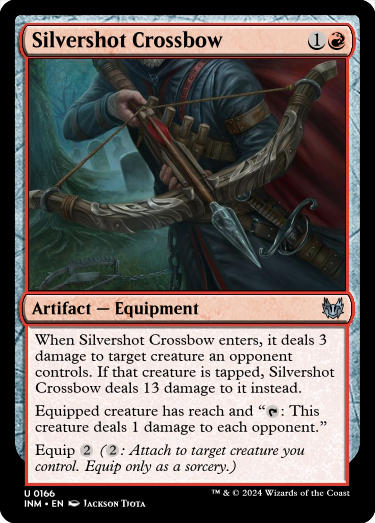 Silvershot Crossbow 1
Artifact — Equipment
When Silvershot Crossbow enters, it deals 3
damage to target creature an opponent
controls. If that creature is tapped, Silvershot
Crossbow deals 13 damage to it instead.
Equipped creature has reach and “: This
creature deals 1 damage to each opponent.”
Equip 2 (2: Attach to target creature you
control. Equip only as a sorcery.)
U 0166
INM • EN Jackson Tjota
™ & © 2024 Wizards of the Coast